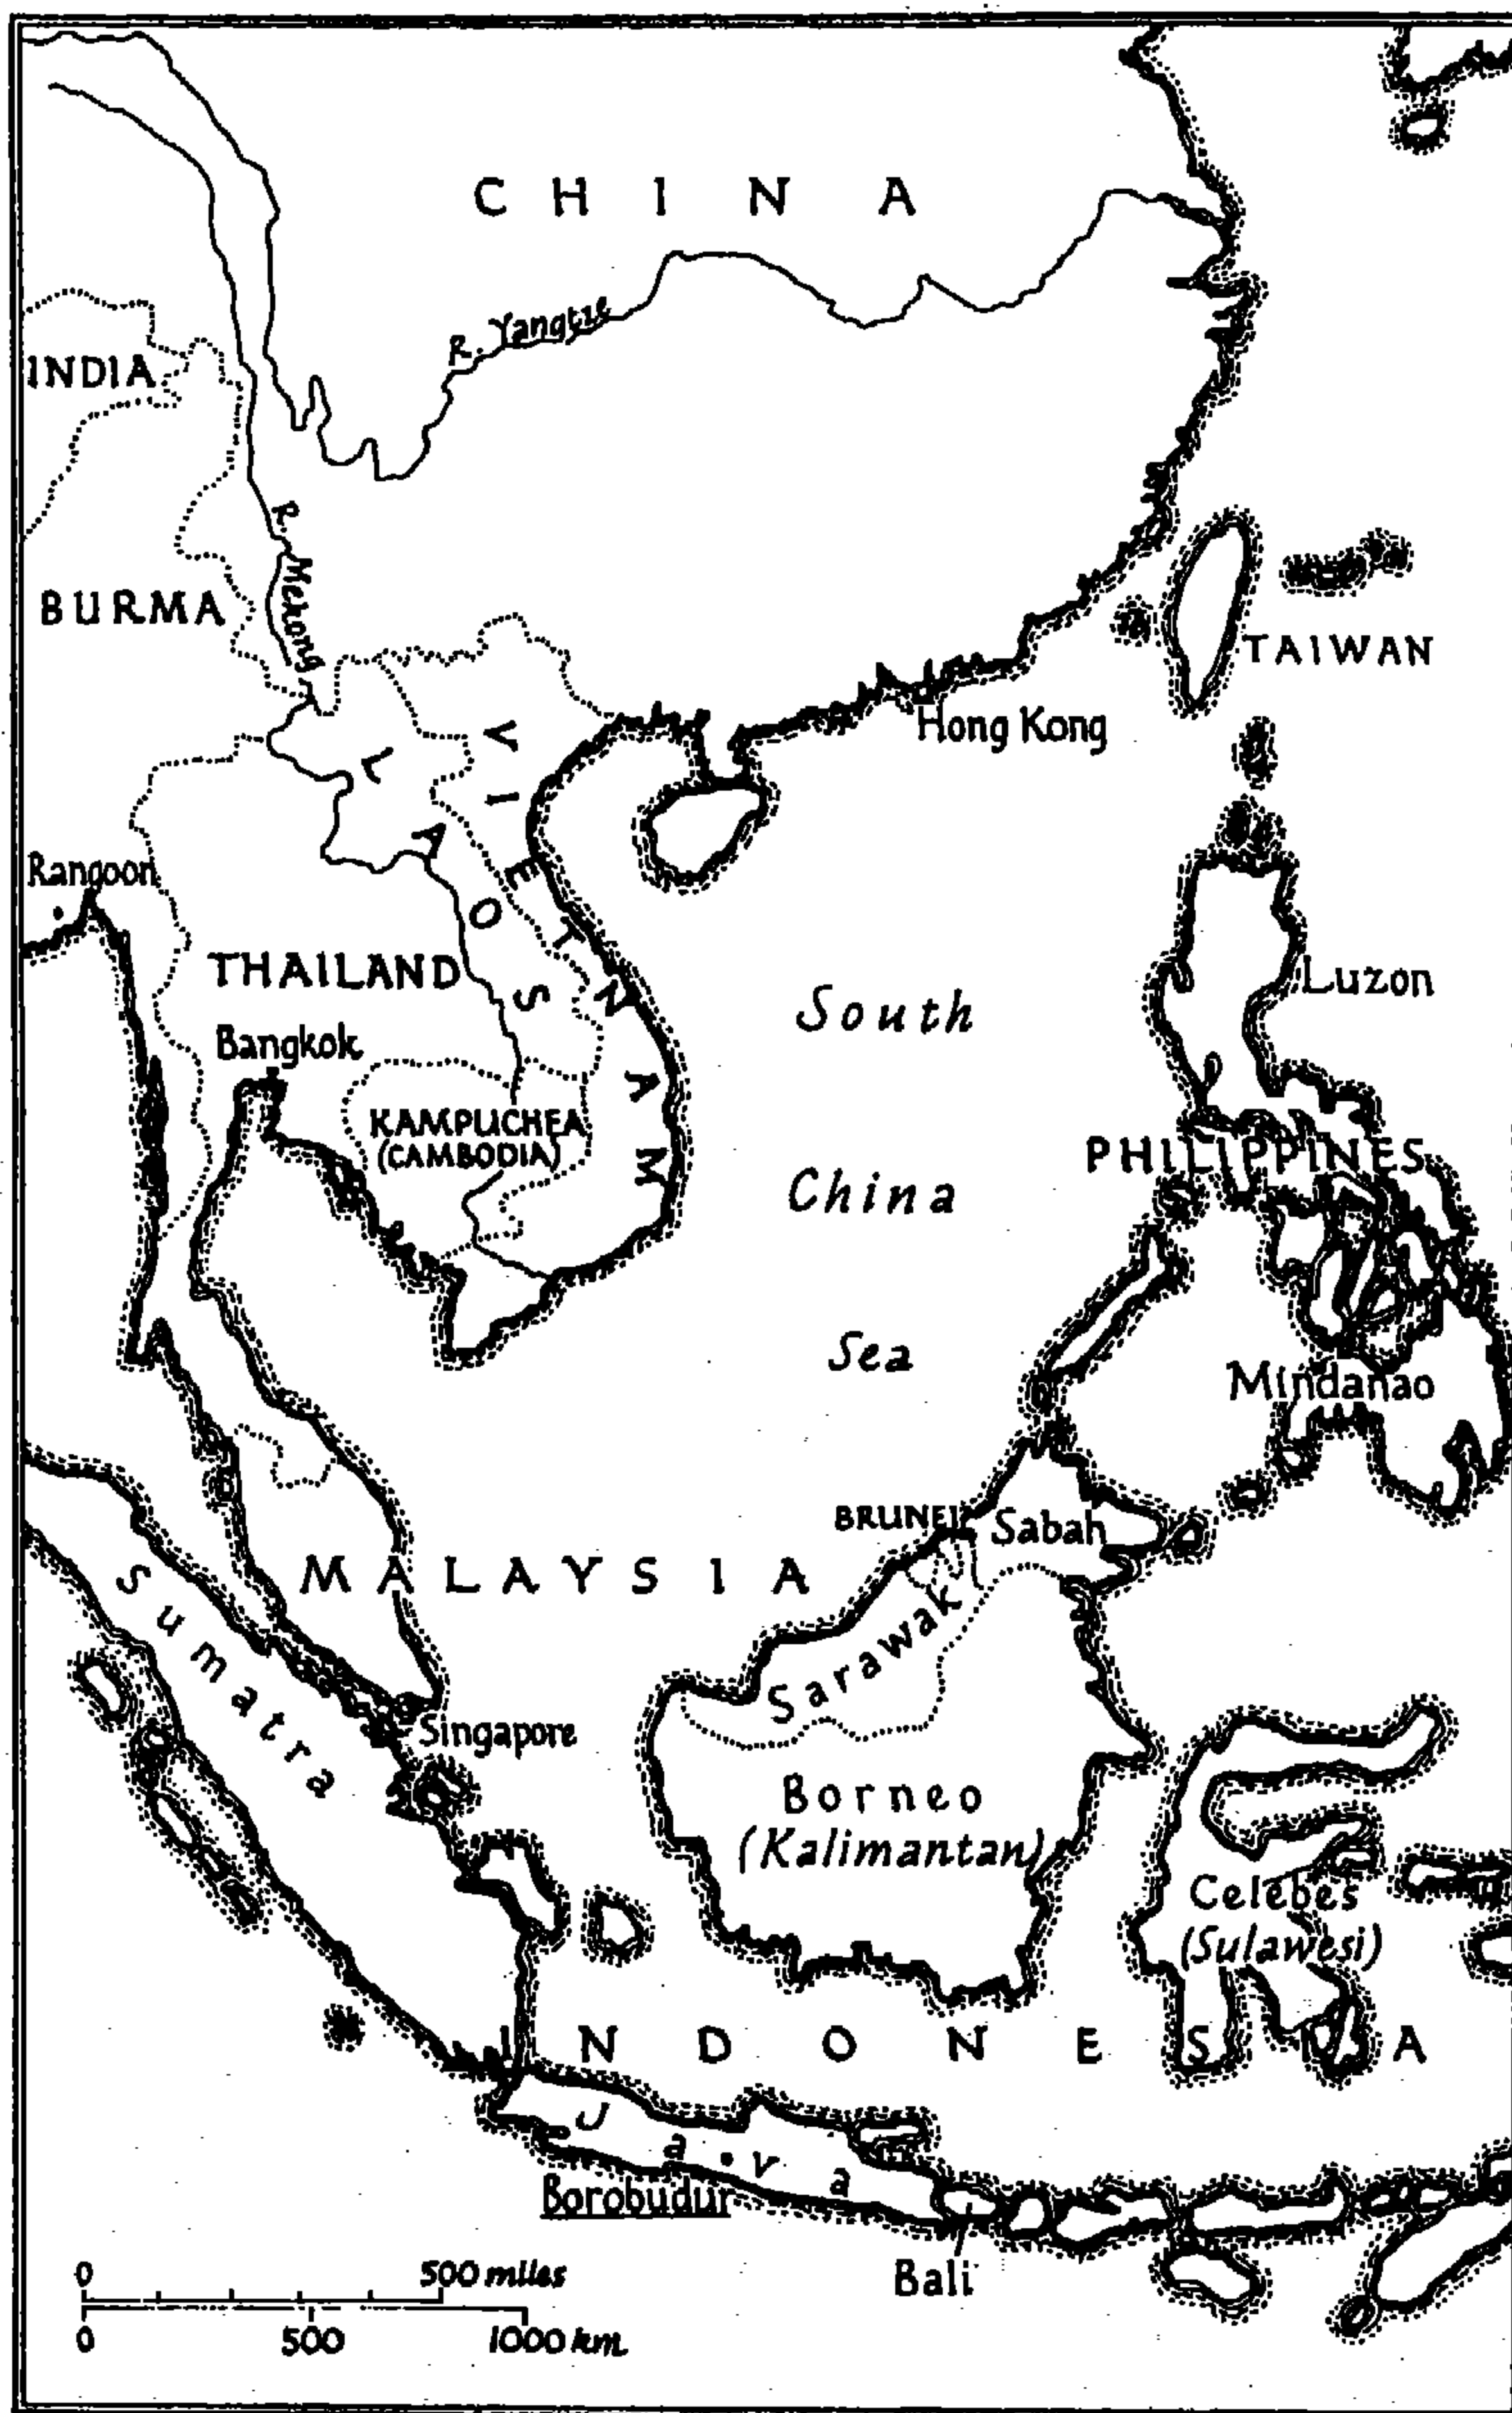 CHINA
R. Yangtze
INDIA
R. Mekong
BURMA
TAIWAN
Hong Kong
VIETNAM
LAOS
Rangoon
THAILAND
Luzon
South
China
Sea
Bangkok
KAMPUCHEA
(CAMBODIA)
PHILIPPINES
Mindanao
BRUNEI
Sabah
MALAYSIA
Sumatra
Sarawak
Singapore
Borneo
(Kalimantan)
Celebes
(Sulawesi)
INDONESIA
Java
Borobudur
Bali
0 500 miles
0 500 1000 km